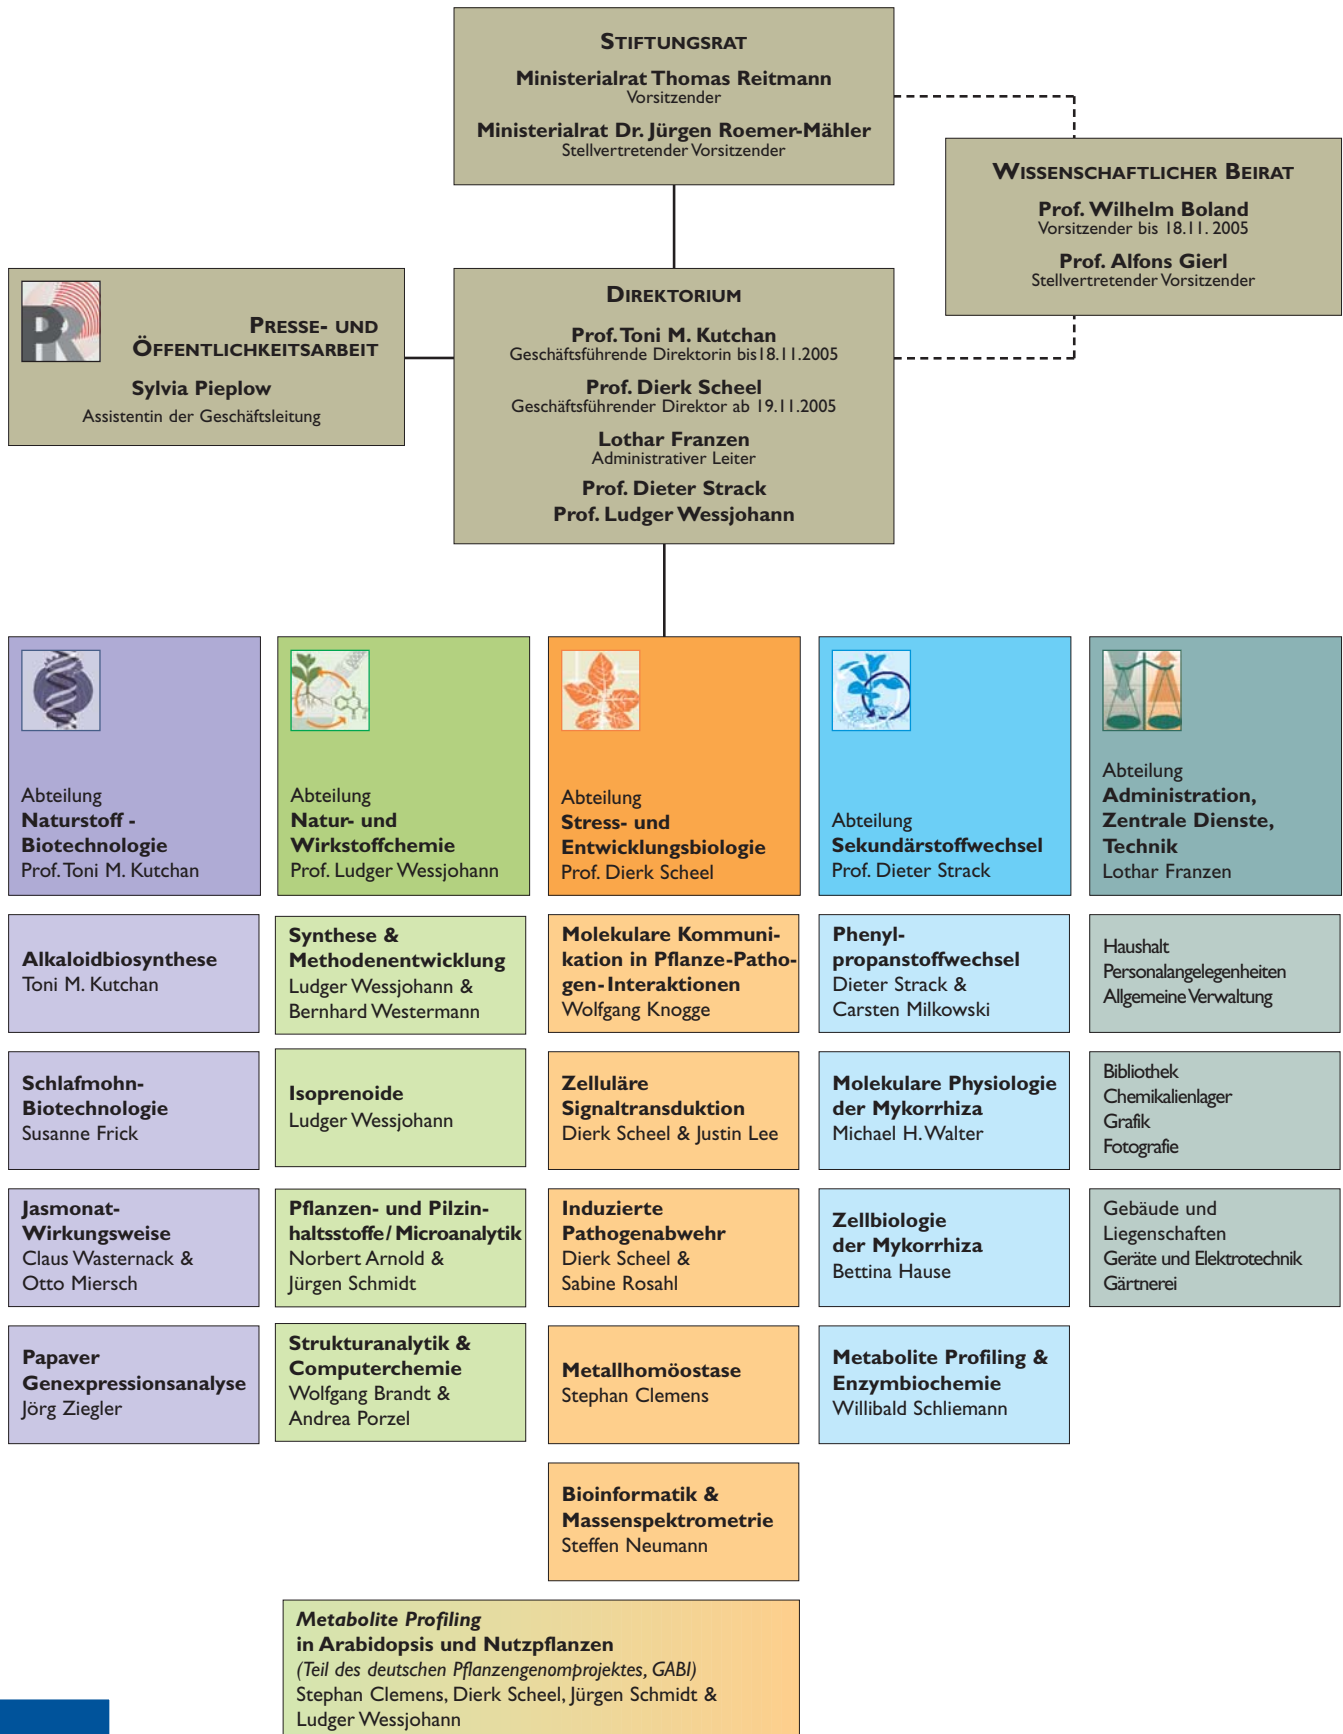 STIFTUNGSRAT
Ministerialrat Thomas Reitmann
Vorsitzender
Ministerialrat Dr. Jürgen Roemer-Mähler
Stellvertretender Vorsitzender
WISSENSCHAFTLICHER BEIRAT
Prof. Wilhelm Boland
Vorsitzender bis 18.11. 2005
Prof. Alfons Gierl
Stellvertretender Vorsitzender
PR
PRESSE- UND
ÖFFENTLICHKEITSARBEIT
Sylvia Pieplow
Assistentin der Geschäftsleitung
DIREKTORIUM
Prof. Toni M. Kutchan
Geschäftsführende Direktorin bis18.11.2005
Prof. Dierk Scheel
Geschäftsführender Direktor ab 19.11.2005
Lothar Franzen
Administrativer Leiter
Prof. Dieter Strack
Prof. Ludger Wessjohann
Abteilung
Naturstoff -
Biotechnologie
Prof. Toni M. Kutchan
Alkaloidbiosynthese
Toni M. Kutchan
Schlafmohn-
Biotechnologie
Susanne Frick
Jasmonat-
Wirkungsweise
Claus Wasternack &
Otto Miersch
Papaver
Genexpressionsanalyse
Jörg Ziegler
Abteilung
Natur- und
Wirkstoffchemie
Prof. Ludger Wessjohann
Synthese &
Methodenentwicklung
Ludger Wessjohann &
Bernhard Westermann
Isoprenoide
Ludger Wessjohann
Pflanzen- und Pilzin-
haltsstoffe/Microanalytik
Norbert Arnold &
Jürgen Schmidt
Strukturanalytik &
Computerchemie
Wolfgang Brandt &
Andrea Porzel
Abteilung
Stress- und
Entwicklungsbiologie
Prof. Dierk Scheel
Molekulare Kommuni-
kation in Pflanze-Patho-
gen-Interaktionen
Wolfgang Knogge
Zelluläre
Signaltransduktion
Dierk Scheel & Justin Lee
Induzierte
Pathogenabwehr
Dierk Scheel &
Sabine Rosahl
Metallhomöostase
Stephan Clemens
Bioinformatik &
Massenspektrometrie
Steffen Neumann
Abteilung
Sekundärstoffwechsel
Prof. Dieter Strack
Phenyl-
propanstoffwechsel
Dieter Strack &
Carsten Milkowski
Molekulare Physiologie
der Mykorrhiza
Michael H. Walter
Zellbiologie
der Mykorrhiza
Bettina Hause
Metabolite Profiling &
Enzymbiochemie
Willibald Schliemann
Abteilung
Administration,
Zentrale Dienste,
Technik
Lothar Franzen
Haushalt
Personalangelegenheiten
Allgemeine Verwaltung
Bibliothek
Chemikalienlager
Grafik
Fotografie
Gebäude und
Liegenschaften
Geräte und Elektrotechnik
Gärtnerei
Metabolite Profiling
in Arabidopsis und Nutzpflanzen
(Teil des deutschen Pflanzengenomprojektes, GABI)
Stephan Clemens, Dierk Scheel, Jürgen Schmidt &
Ludger Wessjohann